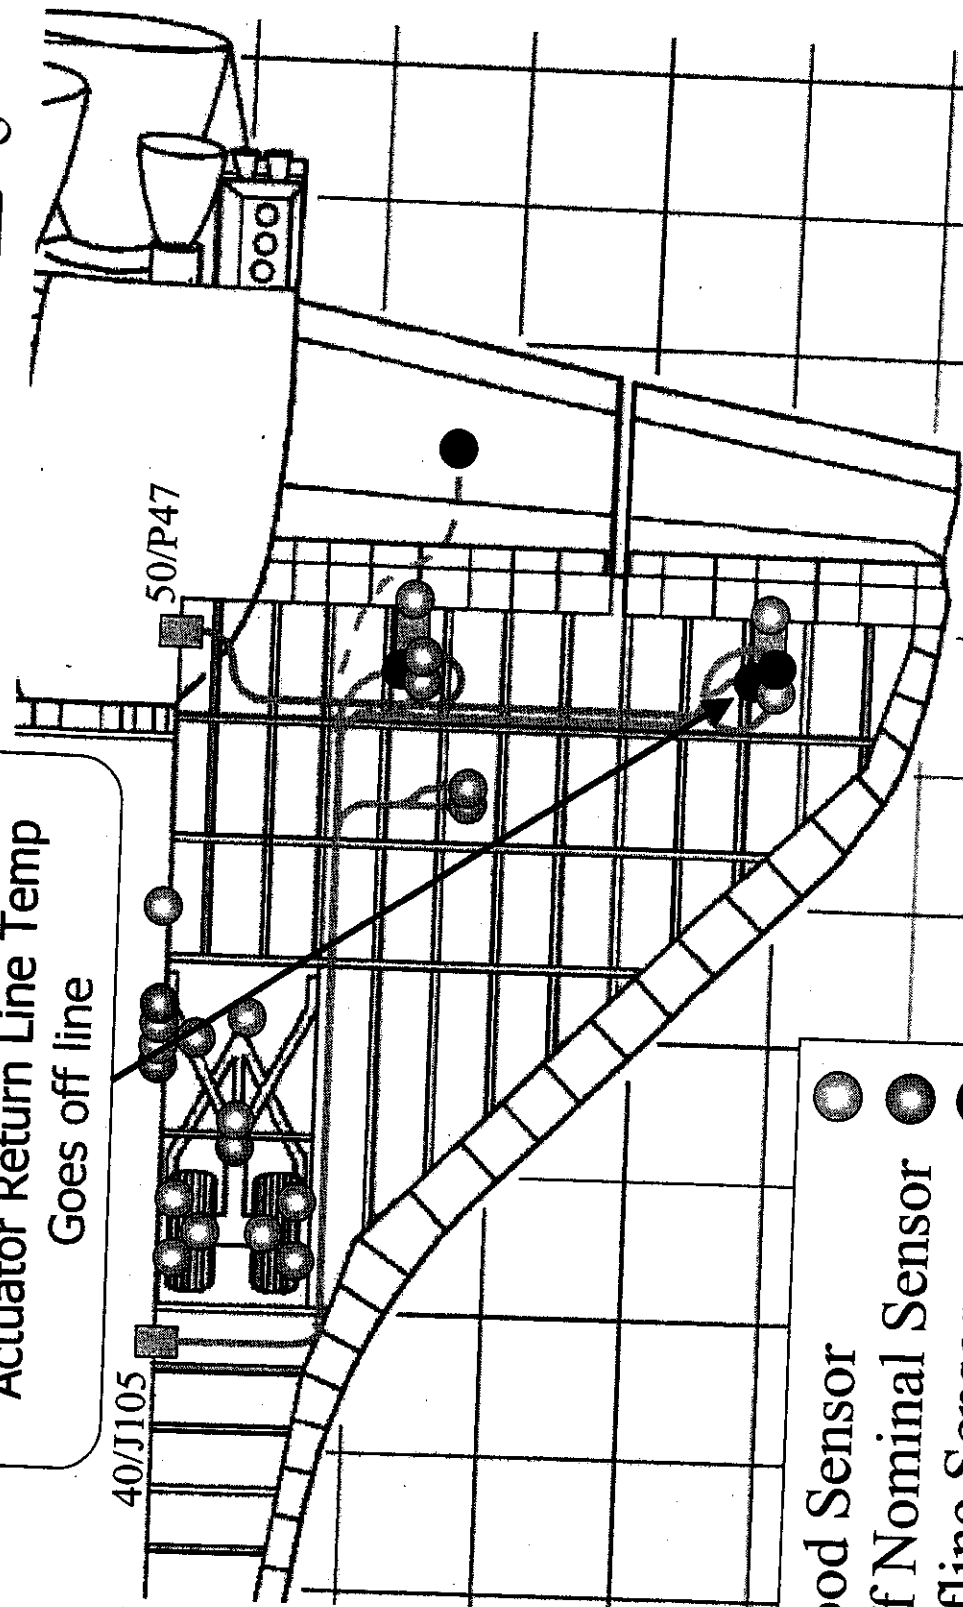 Actuator Return Line Temp
Goes off line
50/P47
40/J105
ood Sensor
f Nominal Sensor